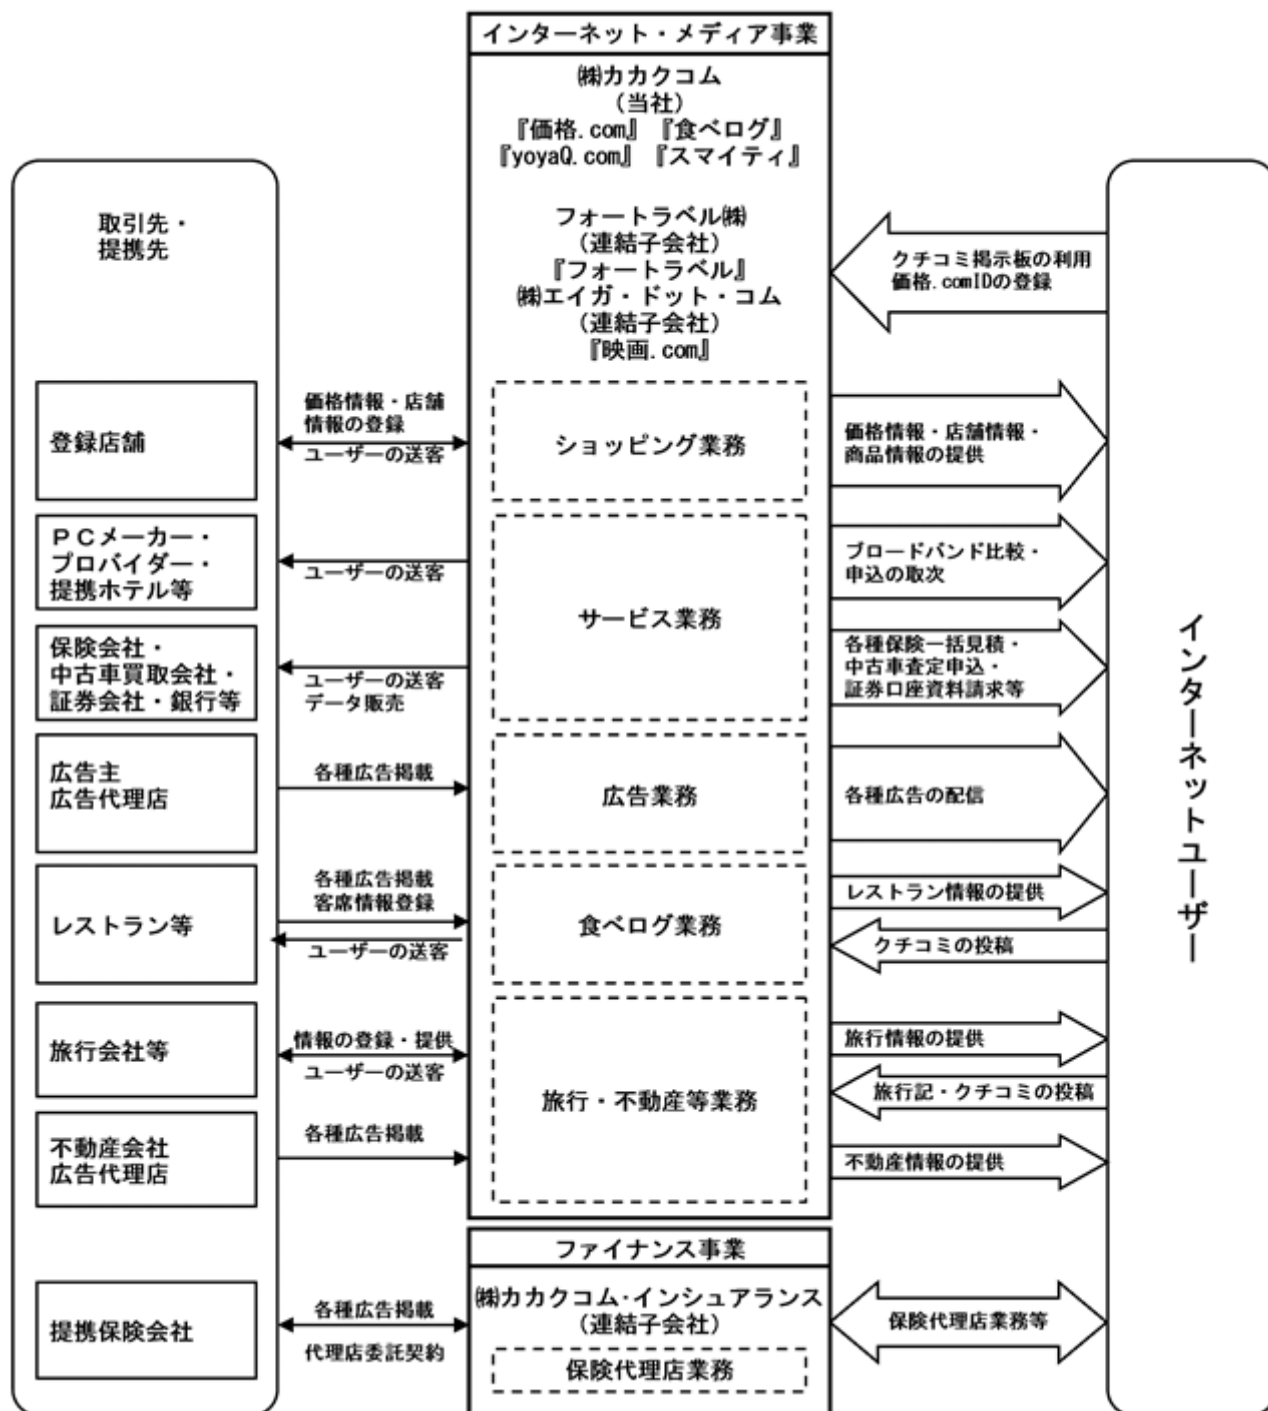 インターネット・メディア事業
㈱カカクコム
（当社）
『価格.com』『食べログ』
『yoyaQ.com』『スマイティ』
フォートラベル㈱
（連結子会社）
『フォートラベル』
㈱エイガ・ドット・コム
（連結子会社）
『映画.com』
取引先・
提携先
クチコミ掲示板の利用
価格.comIDの登録
登録店舗
価格情報・店舗
情報の登録
ユーザーの送客
ショッピング業務
価格情報・店舗情報・
商品情報の提供
ＰＣメーカー・
プロバイダー・
提携ホテル等
ユーザーの送客
サービス業務
ブロードバンド比較・
申込の取次
保険会社・
中古車買取会社・
証券会社・銀行等
ユーザーの送客
データ販売
各種保険一括見積・
中古車査定申込・
証券口座資料請求等
広告主
広告代理店
各種広告掲載
広告業務
各種広告の配信
レストラン等
各種広告掲載
客席情報登録
ユーザーの送客
食べログ業務
レストラン情報の提供
クチコミの投稿
旅行会社等
情報の登録・提供
ユーザーの送客
旅行・不動産等業務
旅行情報の提供
旅行記・クチコミの投稿
不動産会社
広告代理店
各種広告掲載
不動産情報の提供
インターネットユーザー
ファイナンス事業
㈱カカクコム･インシュアランス
（連結子会社）
保険代理店業務
提携保険会社
各種広告掲載
代理店委託契約
保険代理店業務等